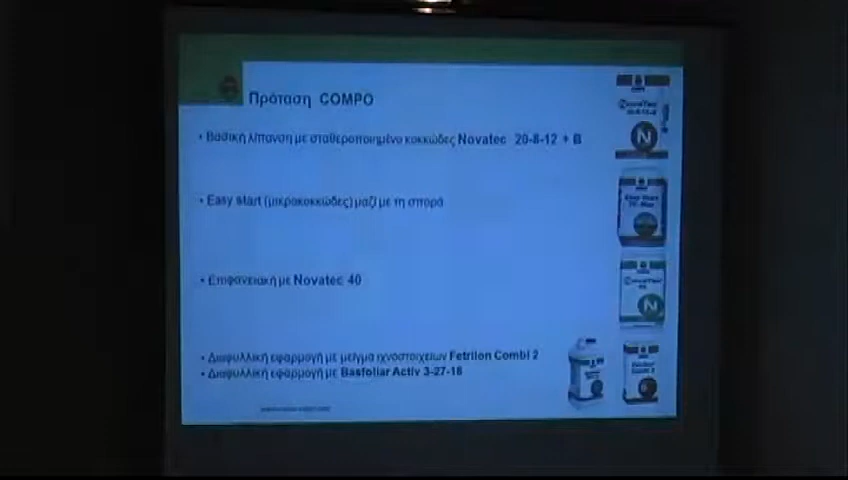 Πρόταση COMPO
• Βασική λίπανση με σταθεροποιημένο κοκκώδες Novatec 20-8-12 + B
• Easy start (μικροκοκκώδες) μαζί με τη σπορά
• Επιφανειακή με Novatec 40
• Διαφυλλική εφαρμογή με μείγμα ιχνοστοιχείων Fetrilon Combi 2
• Διαφυλλική εφαρμογή με Basfoliar Activ 3-27-18
N
N